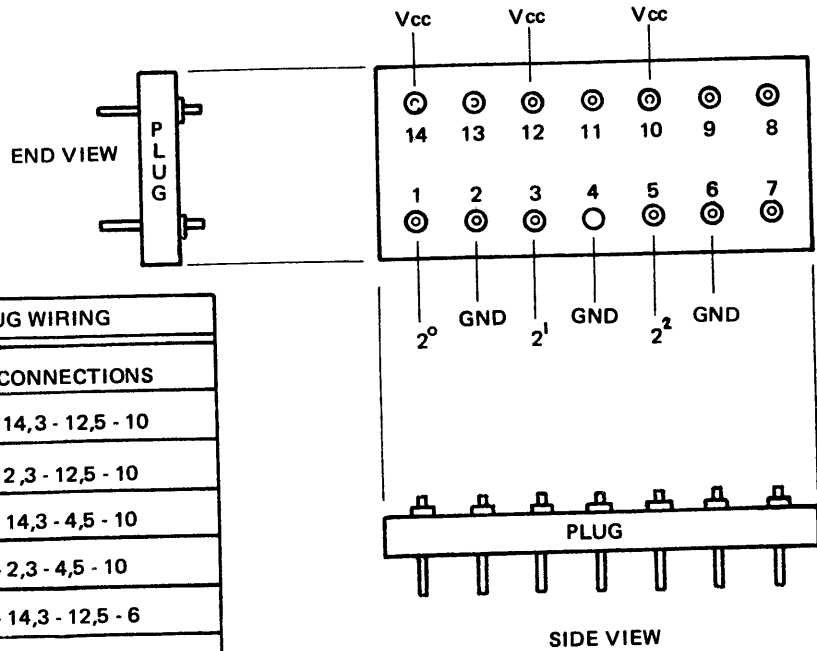 Vcc Vcc Vcc
14 13 12 11 10 9 8
END VIEW
PLUG
1 2 3 4 5 6 7
2⁰ GND 2¹ GND 2² GND
UG WIRING
CONNECTIONS
14,3 - 12,5 - 10
2,3 - 12,5 - 10
14,3 - 4,5 - 10
- 2,3 - 4,5 - 10
- 14,3 - 12,5 - 6
PLUG
SIDE VIEW